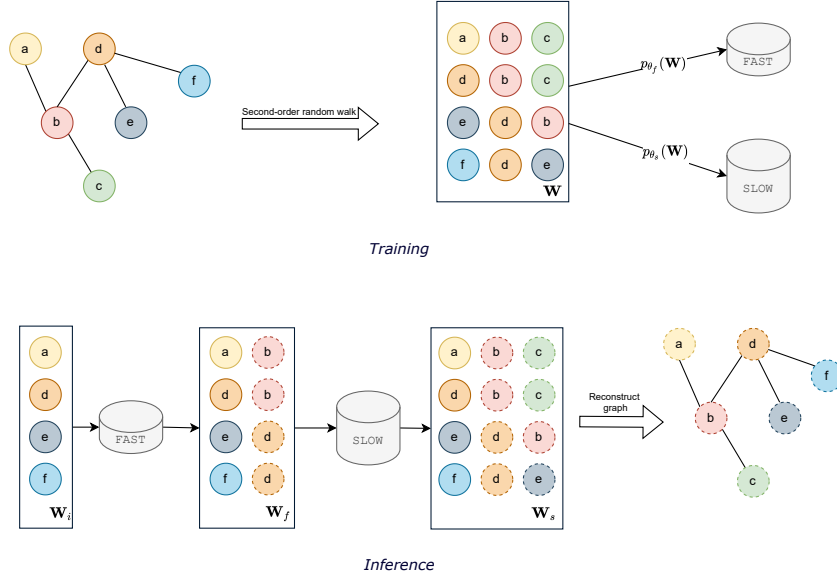 a d f b e c
Second-order random walk
a b c
d b c
e d b
f d e
W
p_{θ_f}(W)
FAST
p_{θ_s}(W)
SLOW
Training
a
d
e
f
W_i
FAST
a b
d b
e d
f d
W_f
SLOW
a b c
d b c
e d b
f d e
W_s
Reconstruct
graph
a d
f
b e
c
Inference